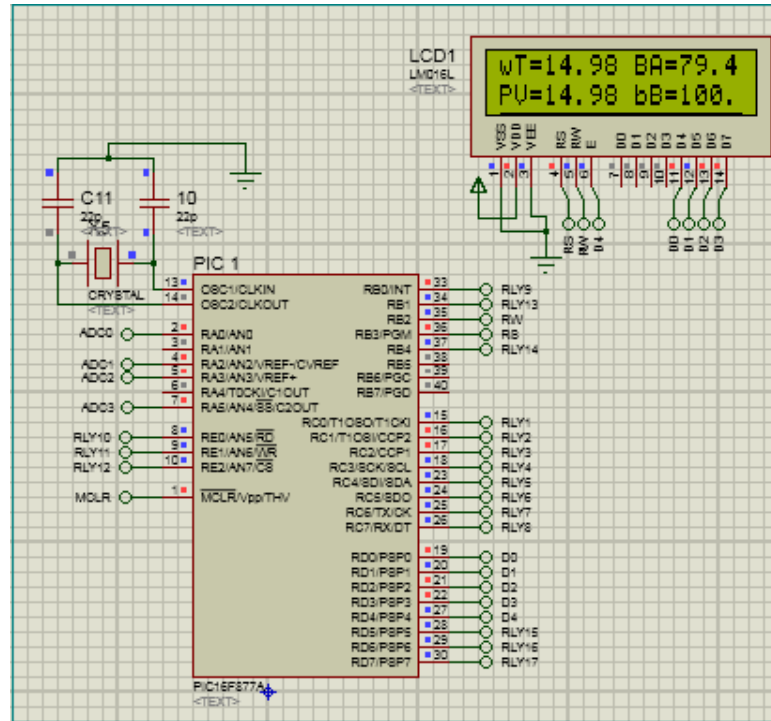 LCD1
LM016L
<TEXT>
wT=14.98 BA=79.4
PV=14.98 bB=100.
VSS
VDD
VEE
RS
RW
E
D0
D1
D2
D3
D4
D5
D6
D7
1
2
3
4
5
6
7
8
9
10
11
12
13
14
RS
RW
D4
D0
D1
D2
D3
C11
22p
<TEXT>
10
22p
<TEXT>
CRYSTAL
<TEXT>
PIC 1
13 OSC1/CLKIN
14 OSC2/CLKOUT
ADC0 2 RA0/AN0
3 RA1/AN1
ADC1 4 RA2/AN2/VREF-/CVREF
ADC2 5 RA3/AN3/VREF+
6 RA4/T0CKI/C1OUT
ADC3 7 RA5/AN4/SS/C2OUT
RLY10 8 RE0/AN5/RD
RLY11 9 RE1/AN6/WR
RLY12 10 RE2/AN7/CS
MCLR 1 MCLR/Vpp/THV
RB0/INT 33 RLY9
RB1 34 RLY13
RB2 35 RW
RB3/PGM 36 RS
RB4 37 RLY14
RB5 38
RB6/PGC 39
RB7/PGD 40
RC0/T1OSO/T1CKI 15 RLY1
RC1/T1OSI/CCP2 16 RLY2
RC2/CCP1 17 RLY3
RC3/SCK/SCL 18 RLY4
RC4/SDI/SDA 23 RLY5
RC5/SDO 24 RLY6
RC6/TX/CK 25 RLY7
RC7/RX/DT 26 RLY8
RD0/PSP0 19 D0
RD1/PSP1 20 D1
RD2/PSP2 21 D2
RD3/PSP3 22 D3
RD4/PSP4 27 D4
RD5/PSP5 28 RLY15
RD6/PSP6 29 RLY16
RD7/PSP7 30 RLY17
PIC16F877A
<TEXT>